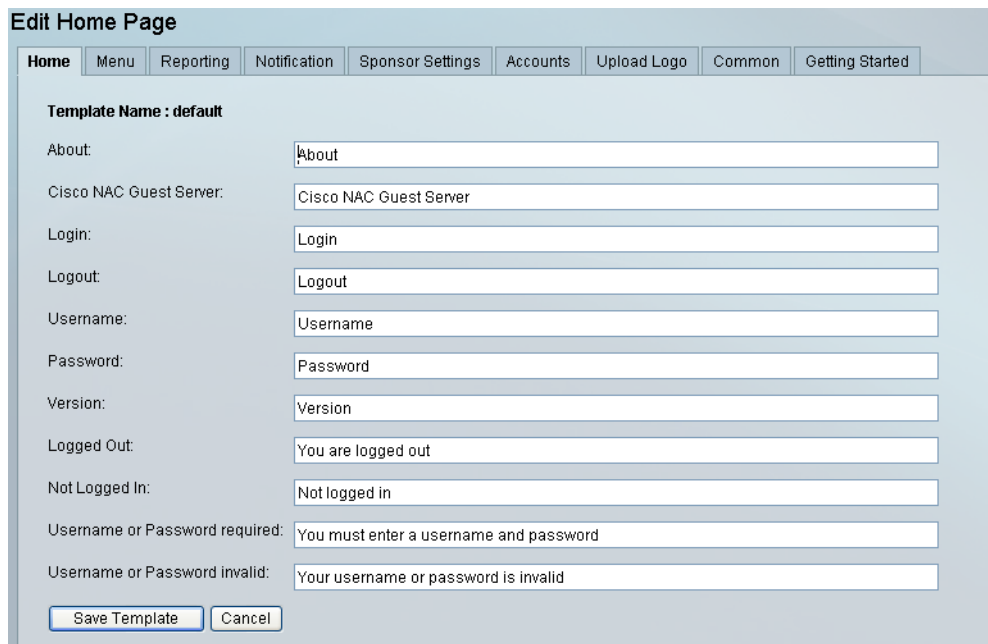 Edit Home Page
Home Menu Reporting Notification Sponsor Settings Accounts Upload Logo Common Getting Started
Template Name : default
About: About
Cisco NAC Guest Server: Cisco NAC Guest Server
Login: Login
Logout: Logout
Username: Username
Password: Password
Version: Version
Logged Out: You are logged out
Not Logged In: Not logged in
Username or Password required: You must enter a username and password
Username or Password invalid: Your username or password is invalid
Save Template Cancel